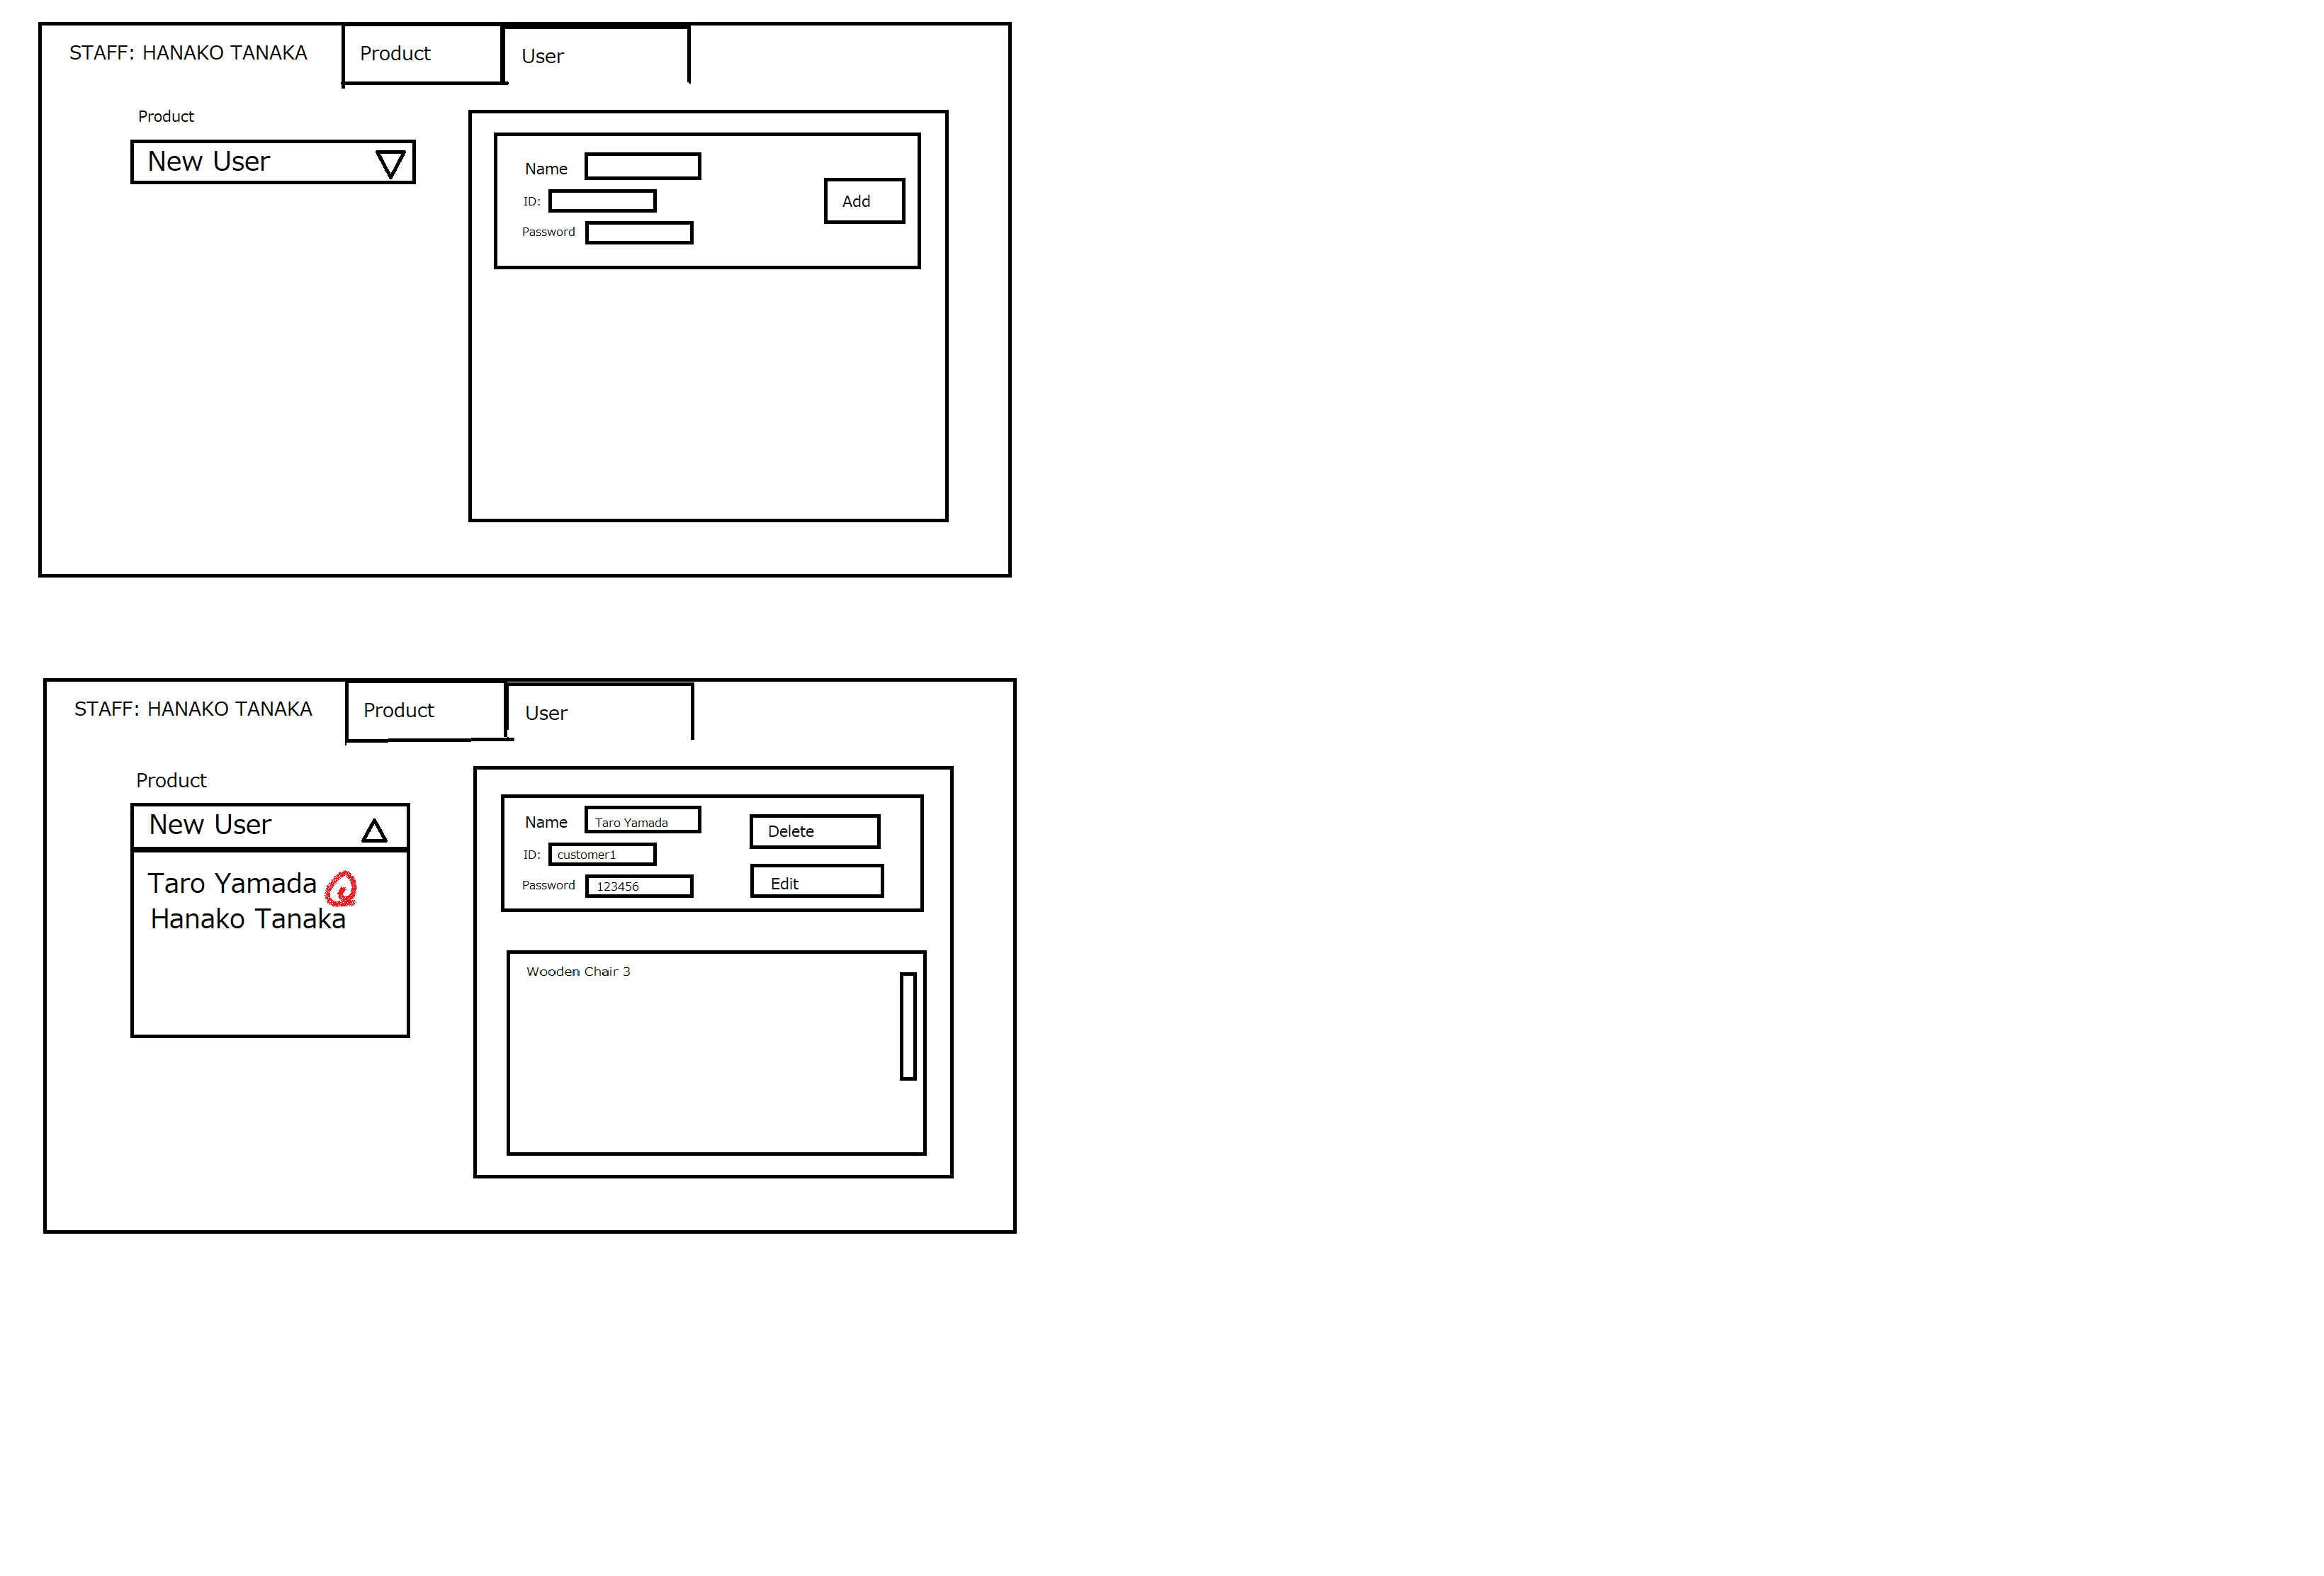 STAFF: HANAKO TANAKA
Product
User
Product
New User
Name
ID:
Password
Add
STAFF: HANAKO TANAKA
Product
User
Product
New User
Taro Yamada
Hanako Tanaka
Name Taro Yamada
ID: customer1
Password 123456
Delete
Edit
Wooden Chair 3